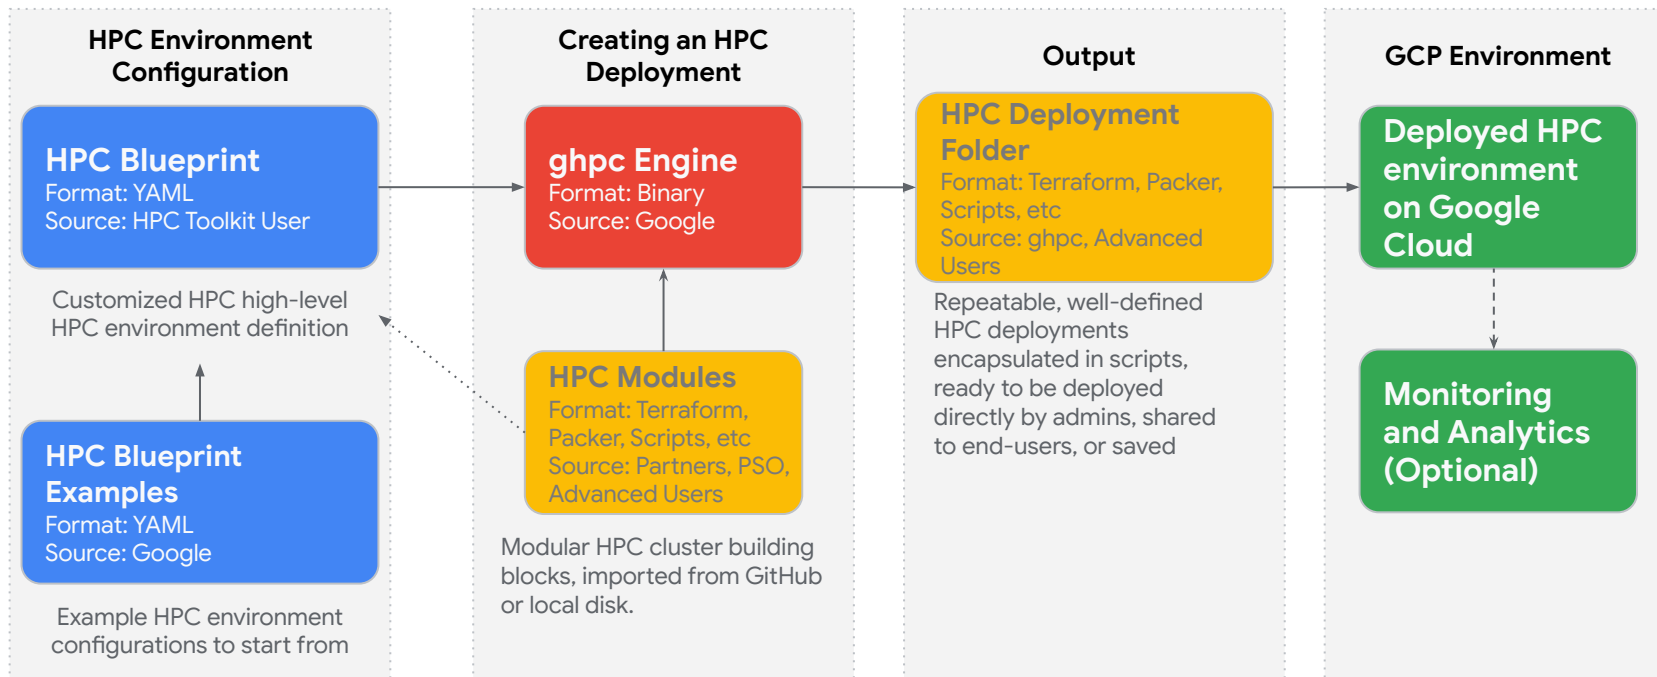 HPC Environment
Configuration
HPC Blueprint
Format: YAML
Source: HPC Toolkit User
Customized HPC high-level
HPC environment definition
HPC Blueprint
Examples
Format: YAML
Source: Google
Example HPC environment
configurations to start from
Creating an HPC
Deployment
ghpc Engine
Format: Binary
Source: Google
HPC Modules
Format: Terraform,
Packer, Scripts, etc
Source: Partners, PSO,
Advanced Users
Modular HPC cluster building
blocks, imported from GitHub
or local disk.
Output
HPC Deployment
Folder
Format: Terraform, Packer,
Scripts, etc
Source: ghpc, Advanced
Users
Repeatable, well-defined
HPC deployments
encapsulated in scripts,
ready to be deployed
directly by admins, shared
to end-users, or saved
GCP Environment
Deployed HPC
environment
on Google
Cloud
Monitoring
and Analytics
(Optional)